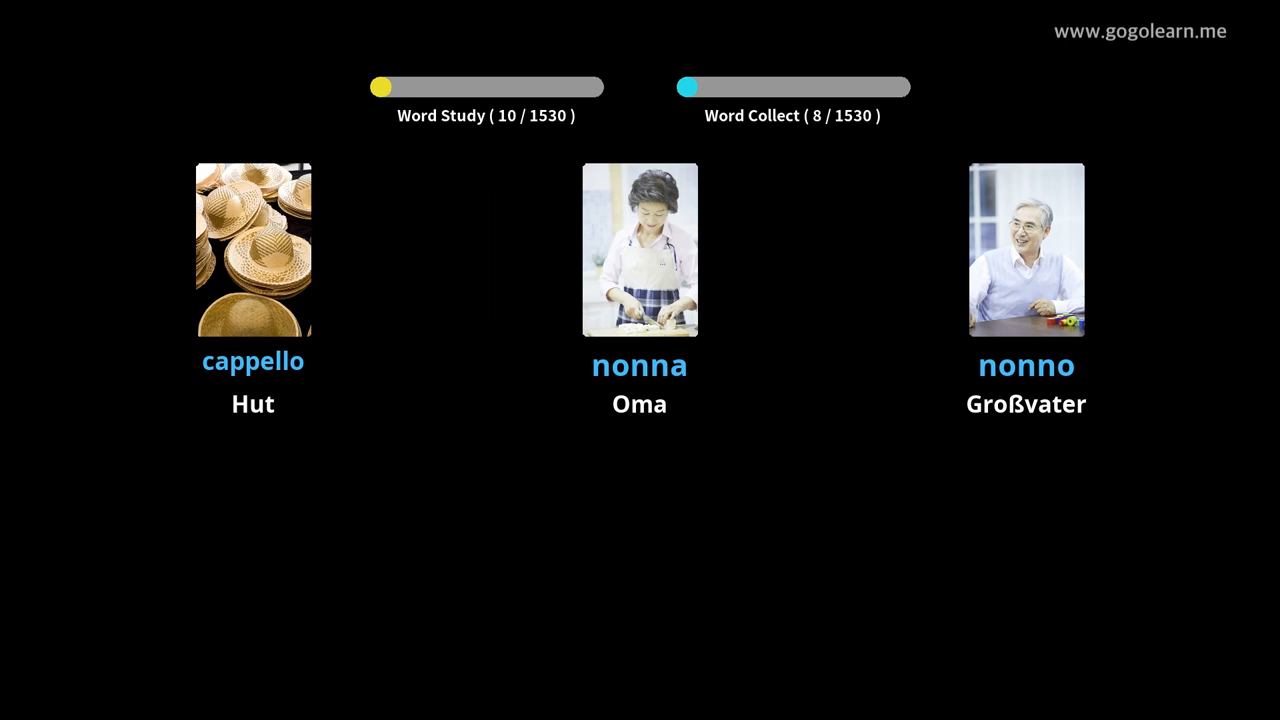 www.gogolearn.me
Word Study ( 10 / 1530 )
Word Collect ( 8 / 1530 )
cappello
Hut
nonna
Oma
nonno
Großvater